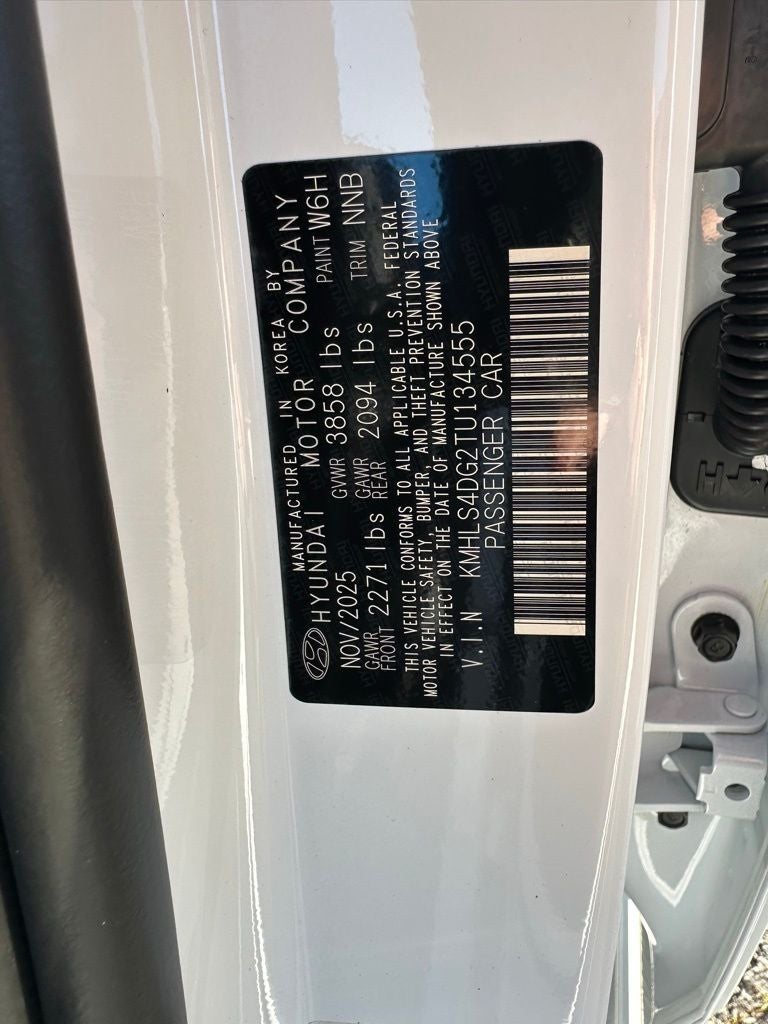 MANUFACTURED IN KOREA BY
HYUNDAI MOTOR COMPANY
NOV/2025 GVWR 3858 lbs PAINT W6H
GAWR FRONT 2271 lbs GAWR REAR 2094 lbs TRIM NNB
THIS VEHICLE CONFORMS TO ALL APPLICABLE U.S.A. FEDERAL
MOTOR VEHICLE SAFETY, BUMPER, AND THEFT PREVENTION STANDARDS
IN EFFECT ON THE DATE OF MANUFACTURE SHOWN ABOVE
V.I.N KMHLS4DG2TU134555
PASSENGER CAR